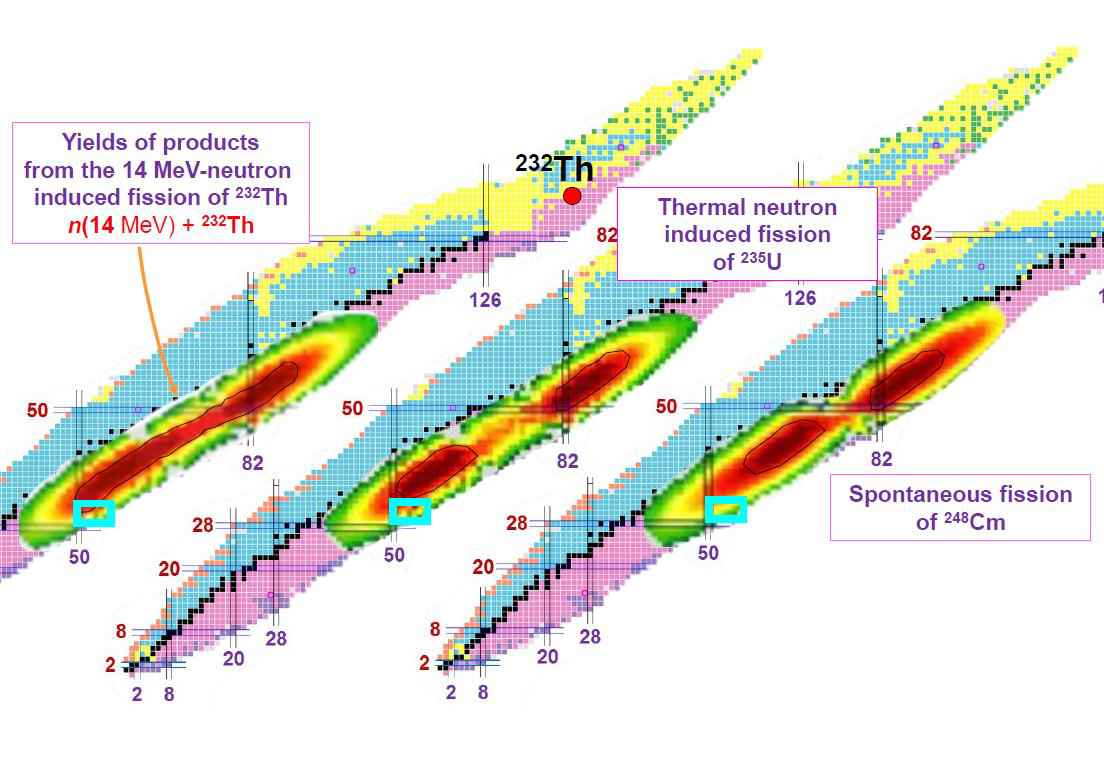 Yields of products
from the 14 MeV-neutron
induced fission of ²³²Th
n(14 MeV) + ²³²Th
²³²Th
Thermal neutron
induced fission
of ²³⁵U
82
82
126
126
1
50
50
50
82
82
82
Spontaneous fission
of ²⁴⁸Cm
28
28
50
50
50
20
20
8
8
28
28
20
20
2
2
2 8
2 8